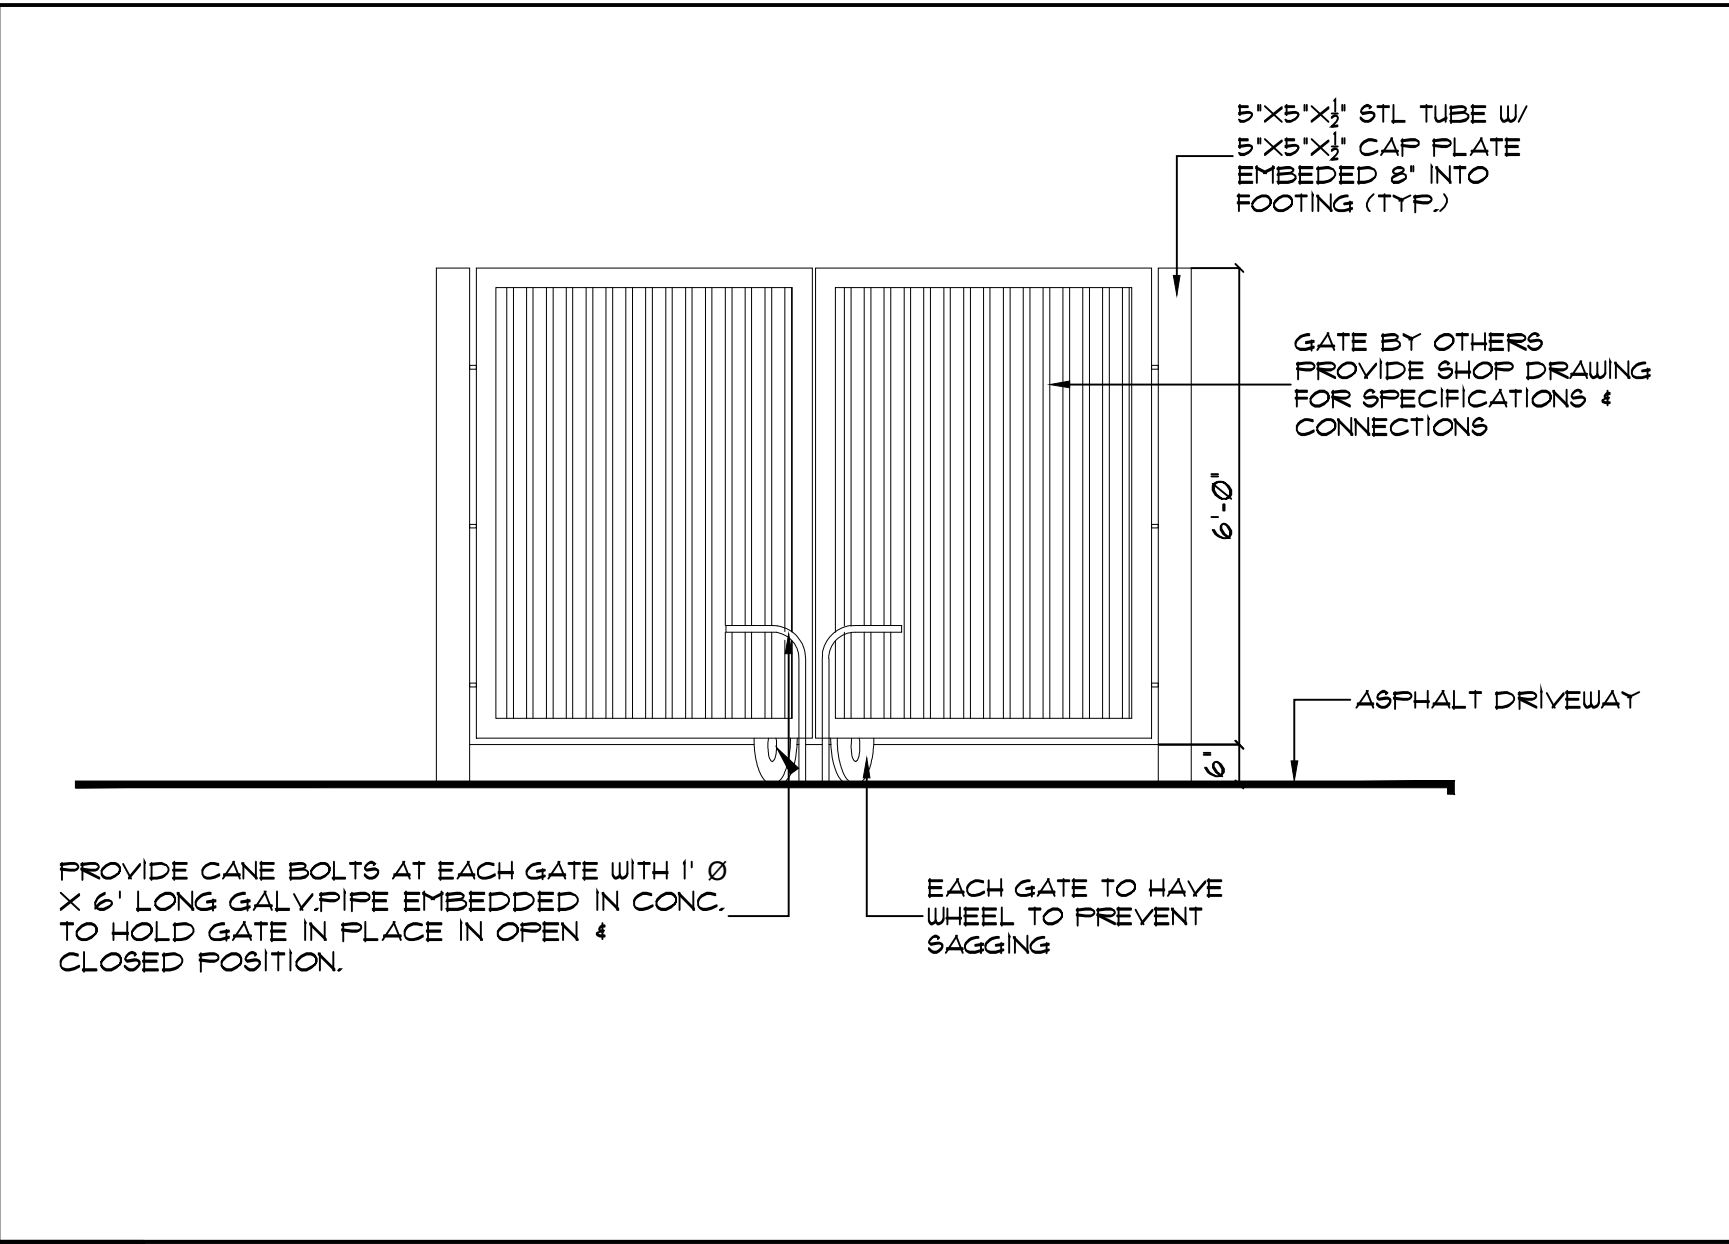 5"X5"X½" STL TUBE W/
5"X5"X½" CAP PLATE
EMBEDED 8" INTO
FOOTING (TYP.)
GATE BY OTHERS
PROVIDE SHOP DRAWING
FOR SPECIFICATIONS &
CONNECTIONS
6'-0"
ASPHALT DRIVEWAY
6"
PROVIDE CANE BOLTS AT EACH GATE WITH 1' Ø
X 6' LONG GALV.PIPE EMBEDDED IN CONC.
TO HOLD GATE IN PLACE IN OPEN &
CLOSED POSITION.
EACH GATE TO HAVE
WHEEL TO PREVENT
SAGGING